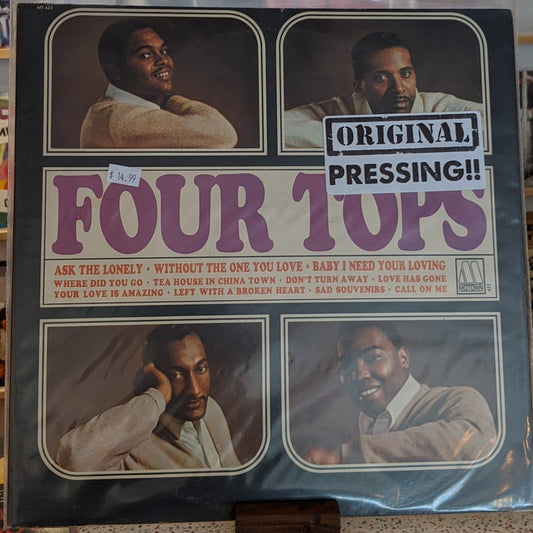 ORIGINAL
PRESSING!!
$ 14.99
FOUR TOPS
ASK THE LONELY • WITHOUT THE ONE YOU LOVE • BABY I NEED YOUR LOVING
WHERE DID YOU GO • TEA HOUSE IN CHINA TOWN • DON'T TURN AWAY • LOVE HAS GONE
YOUR LOVE IS AMAZING • LEFT WITH A BROKEN HEART • SAD SOUVENIRS • CALL ON ME
M
MOTOWN